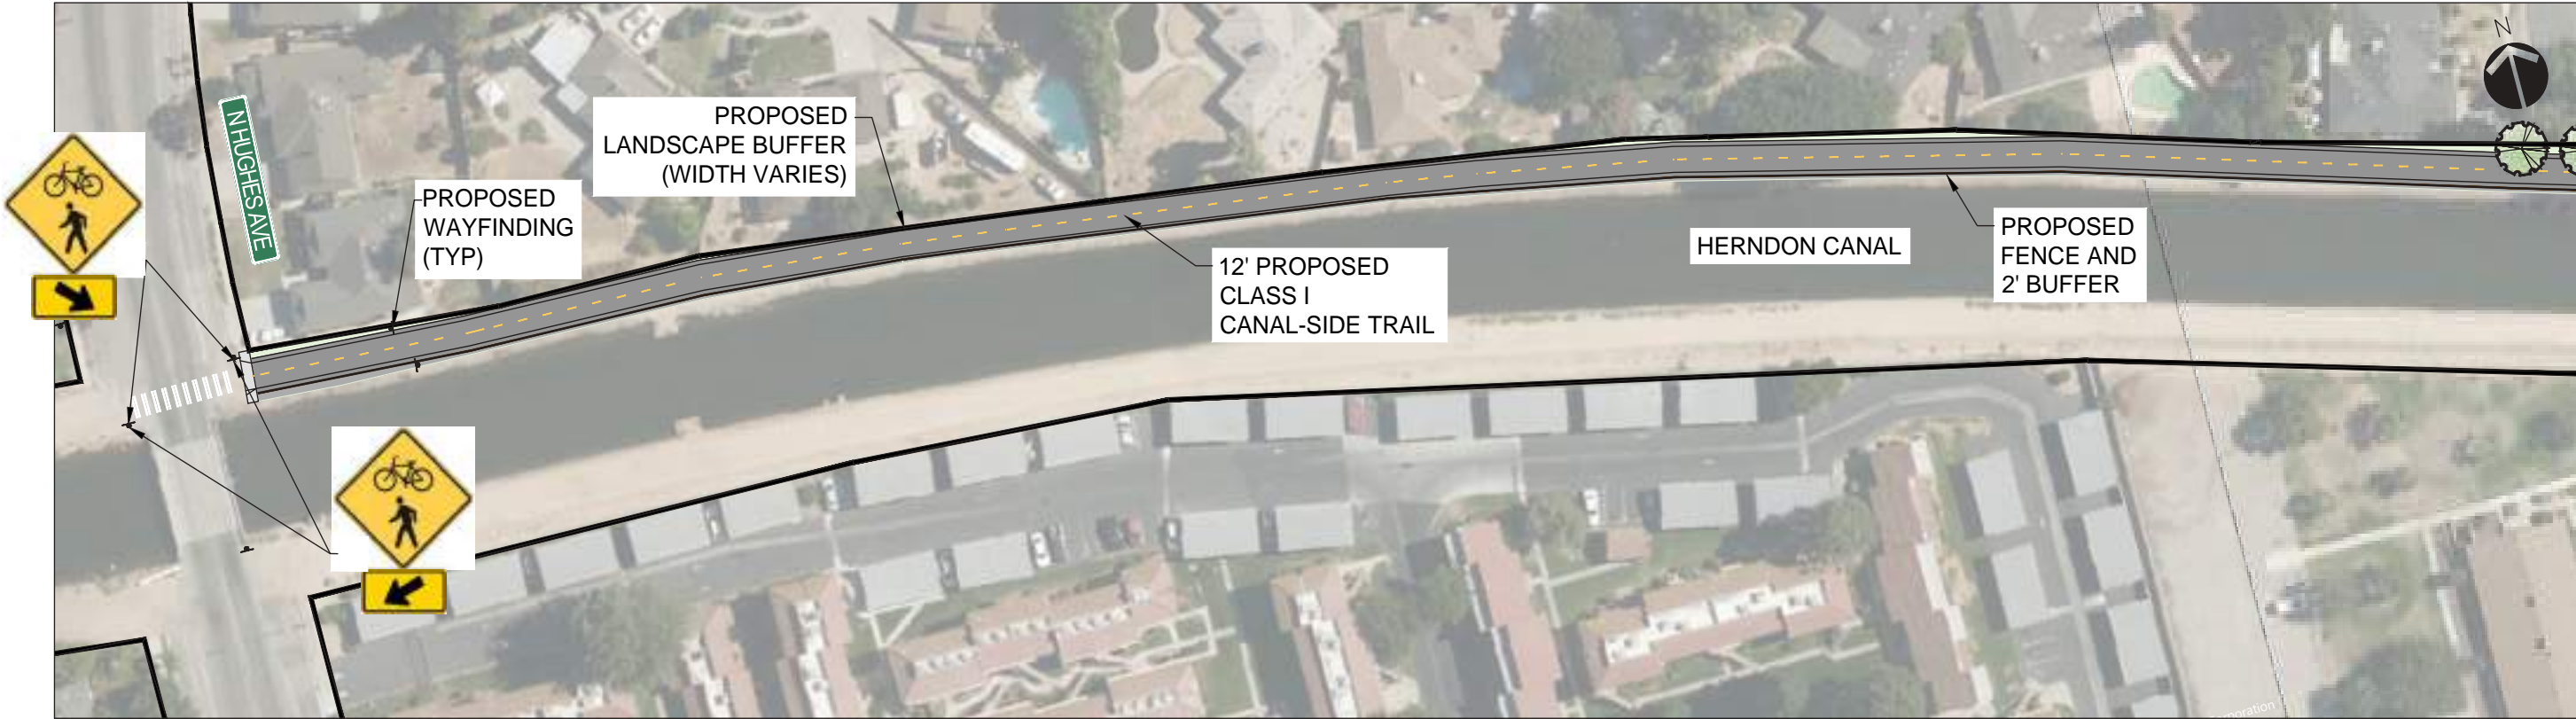 N
N HUGHES AVE
PROPOSED
LANDSCAPE BUFFER
(WIDTH VARIES)
PROPOSED
WAYFINDING
(TYP)
12' PROPOSED
CLASS I
CANAL-SIDE TRAIL
HERNDON CANAL
PROPOSED
FENCE AND
2' BUFFER